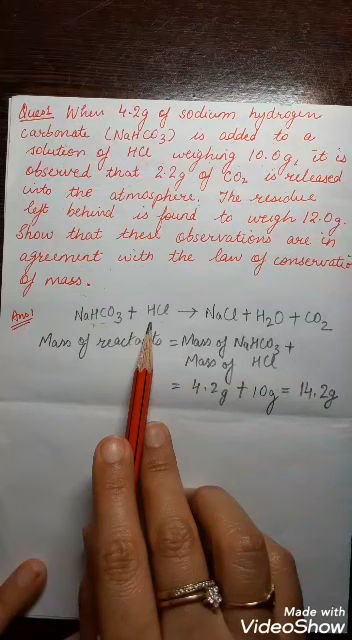 Ques1 When 4.2g of sodium hydrogen
carbonate (NaHCO3) is added to a
solution of HCl weighing 10.0g, it is
observed that 2.2g of CO2 is released
into the atmosphere. The residue
left behind is found to weigh 12.0g.
Show that these observations are in
agreement with the law of conservatio
of mass.
Ans1 NaHCO3 + HCl → NaCl + H2O + CO2
Mass of reactants = Mass of NaHCO3 +
Mass of HCl
= 4.2g + 10g = 14.2g
Made with
VideoShow